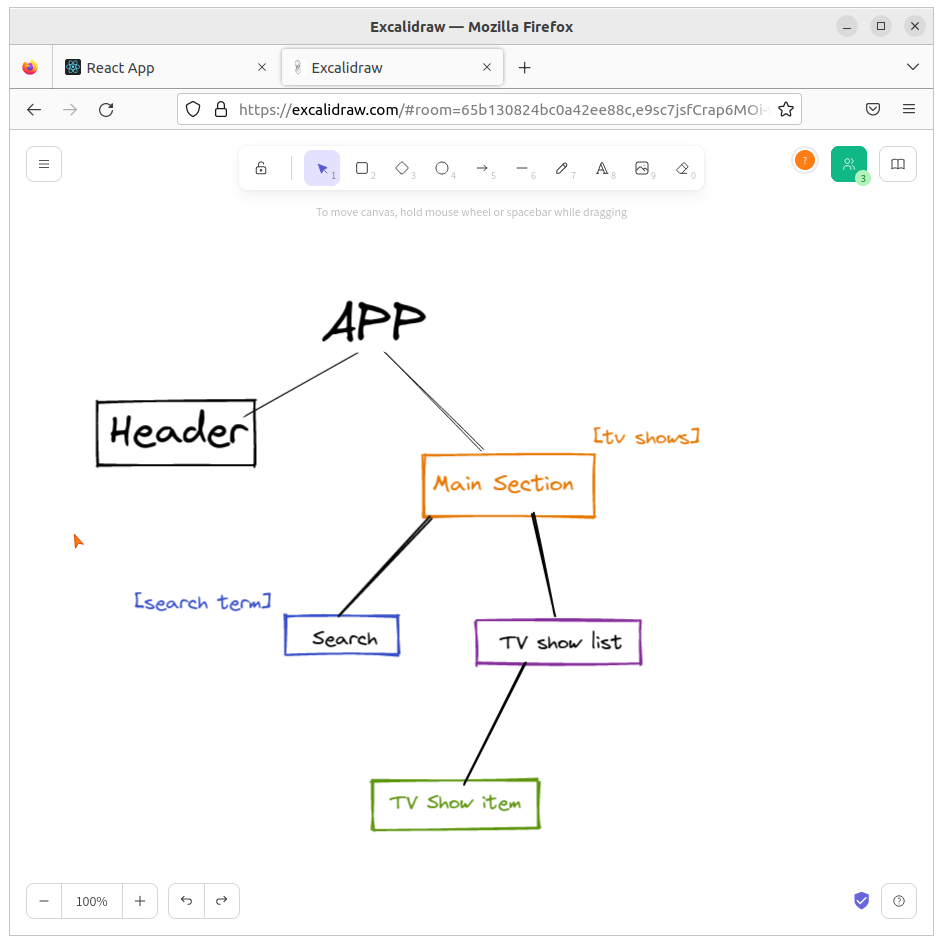 Excalidraw — Mozilla Firefox
React App
Excalidraw
https://excalidraw.com/#room=65b130824bc0a42ee88c,e9sc7jsfCrap6MOi-
1
2
3
4
5
6
7
A 8
9
0
?
3
To move canvas, hold mouse wheel or spacebar while dragging
APP
Header
[tv shows]
Main Section
[search term]
Search
TV show list
TV Show item
100%
?